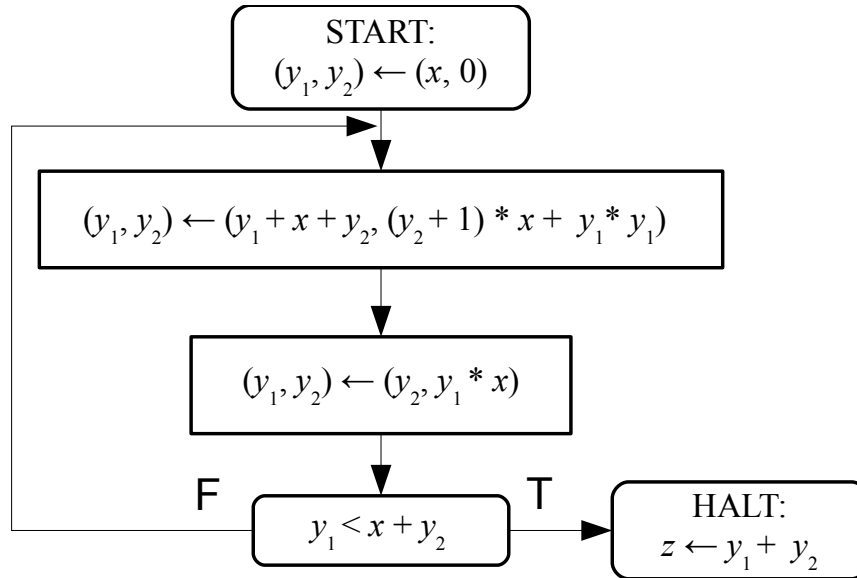 START:
(y₁, y₂) ← (x, 0)
(y₁, y₂) ← (y₁ + x + y₂, (y₂ + 1) * x + y₁* y₁)
(y₁, y₂) ← (y₂, y₁ * x)
F
T
y₁ < x + y₂
HALT:
z ← y₁ + y₂